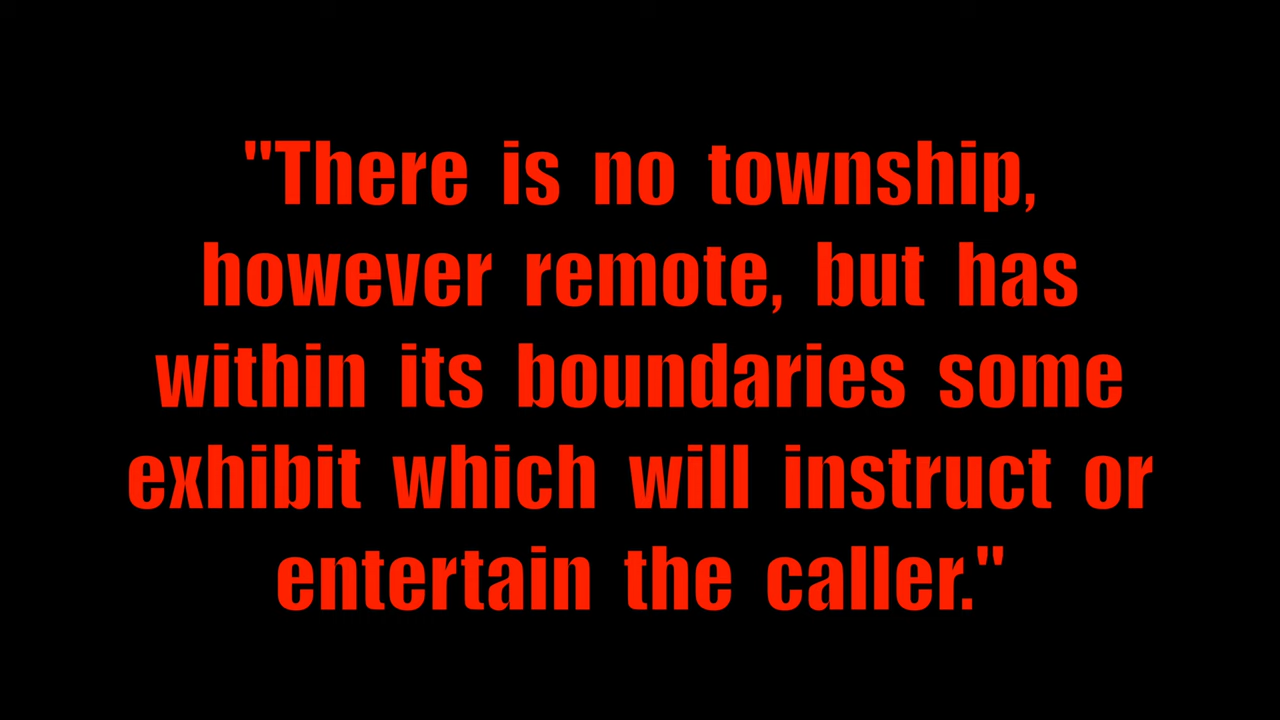 "There is no township,
however remote, but has
within its boundaries some
exhibit which will instruct or
entertain the caller."